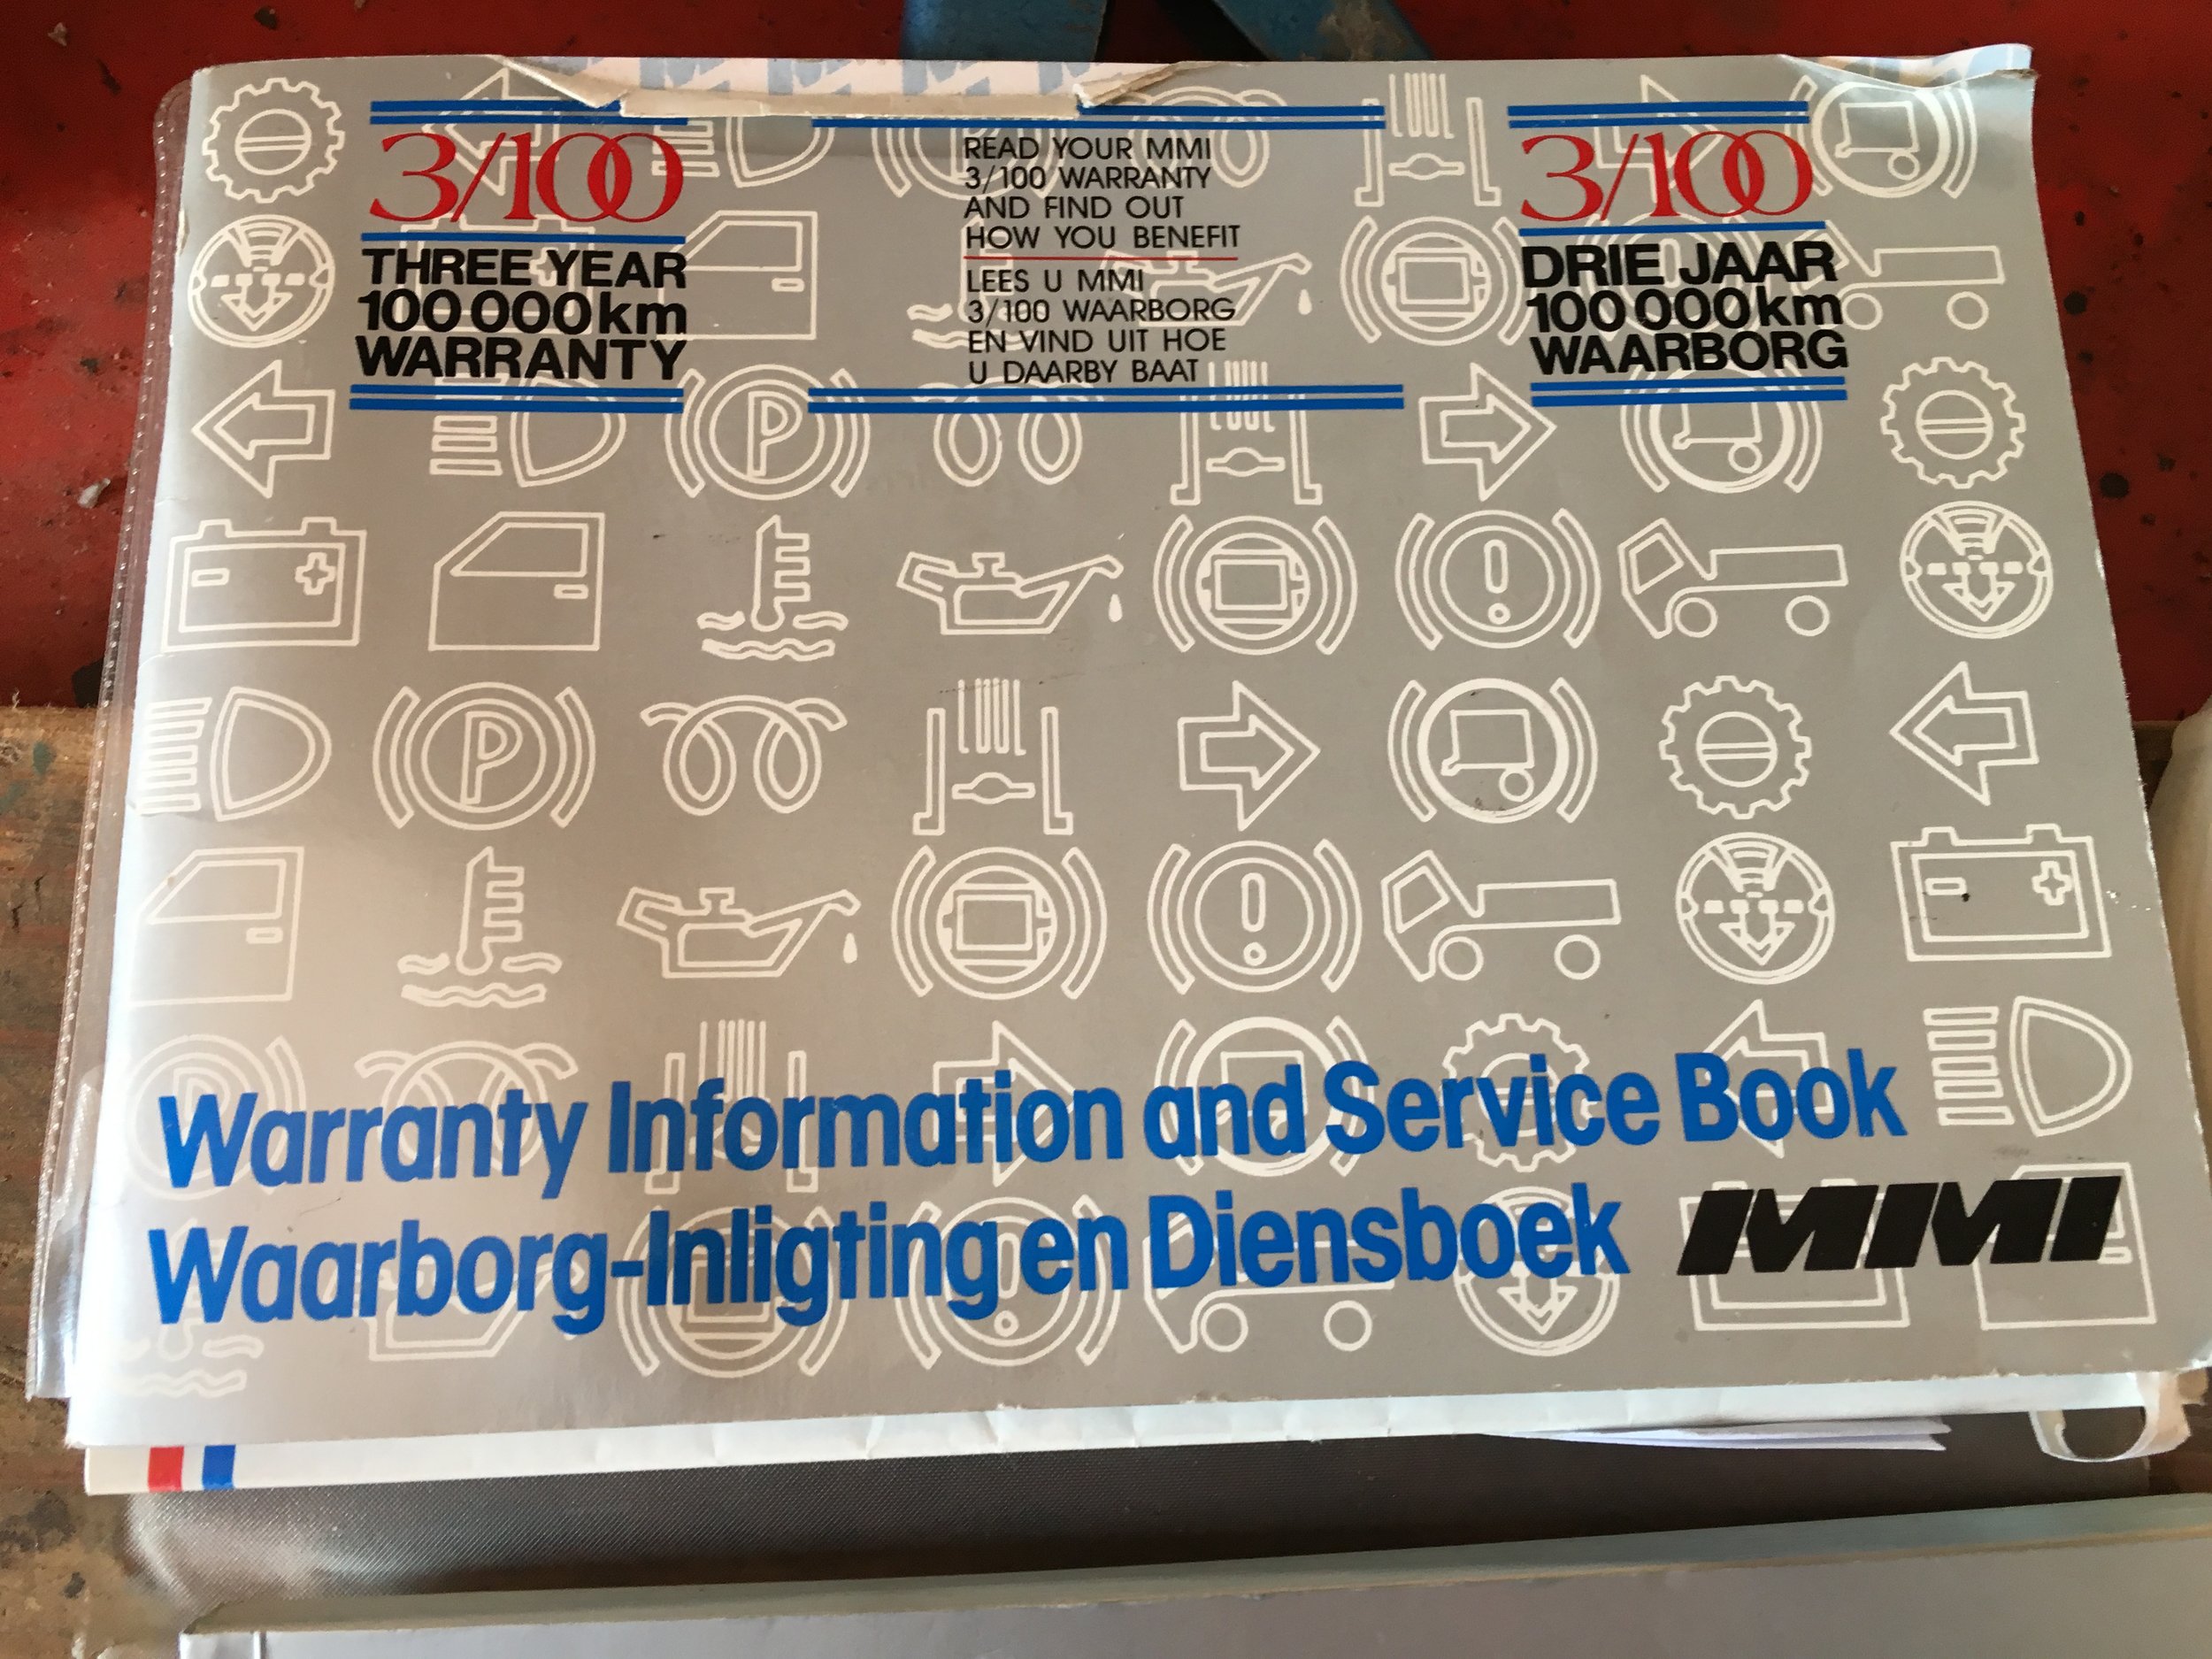 3/100
THREE YEAR
100 000 km
WARRANTY
READ YOUR MMI
3/100 WARRANTY
AND FIND OUT
HOW YOU BENEFIT
LEES U MMI
3/100 WAARBORG
EN VIND UIT HOE
U DAARBY BAAT
3/100
DRIE JAAR
100 000 km
WAARBORG
Warranty Information and Service Book
Waarborg-Inligting en Diensboek MMI